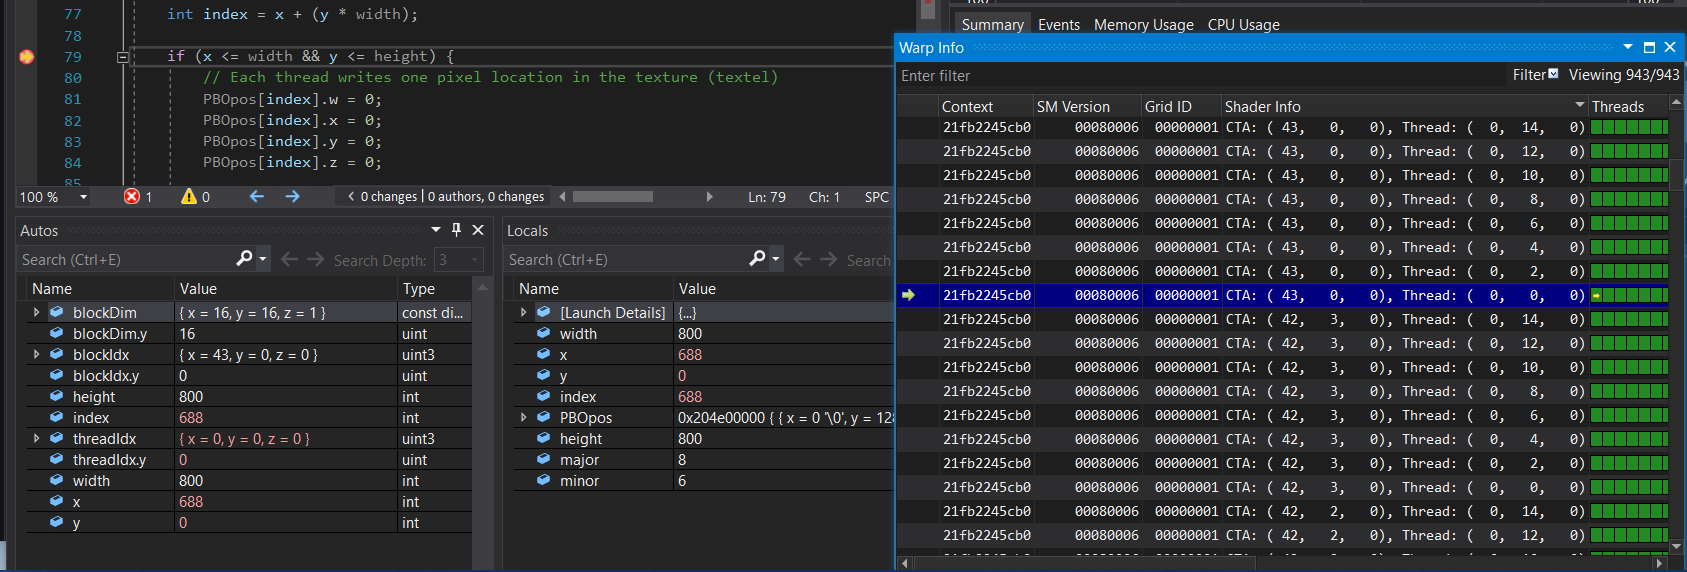 77 int index = x + (y * width);
78
79 if (x <= width && y <= height) {
80 // Each thread writes one pixel location in the texture (textel)
81 PBOpos[index].w = 0;
82 PBOpos[index].x = 0;
83 PBOpos[index].y = 0;
84 PBOpos[index].z = 0;
85
100 % 1 0 0 changes | 0 authors, 0 changes Ln: 79 Ch: 1 SPC
Autos
Search (Ctrl+E) Search Depth: 3
Name Value Type
blockDim { x = 16, y = 16, z = 1 } const di...
blockDim.y 16 uint
blockIdx { x = 43, y = 0, z = 0 } uint3
blockIdx.y 0 uint
height 800 int
index 688 int
threadIdx { x = 0, y = 0, z = 0 } uint3
threadIdx.y 0 uint
width 800 int
x 688 int
y 0 int
Locals
Search (Ctrl+E) Search
Name Value
[Launch Details] {...}
width 800
x 688
y 0
index 688
PBOpos 0x204e00000 { { x = 0 '\0', y = 128
height 800
major 8
minor 6
Summary Events Memory Usage CPU Usage
Warp Info
Enter filter Filter Viewing 943/943
Context SM Version Grid ID Shader Info Threads
21fb2245cb0 00080006 00000001 CTA: ( 43, 0, 0), Thread: ( 0, 14, 0)
21fb2245cb0 00080006 00000001 CTA: ( 43, 0, 0), Thread: ( 0, 12, 0)
21fb2245cb0 00080006 00000001 CTA: ( 43, 0, 0), Thread: ( 0, 10, 0)
21fb2245cb0 00080006 00000001 CTA: ( 43, 0, 0), Thread: ( 0, 8, 0)
21fb2245cb0 00080006 00000001 CTA: ( 43, 0, 0), Thread: ( 0, 6, 0)
21fb2245cb0 00080006 00000001 CTA: ( 43, 0, 0), Thread: ( 0, 4, 0)
21fb2245cb0 00080006 00000001 CTA: ( 43, 0, 0), Thread: ( 0, 2, 0)
21fb2245cb0 00080006 00000001 CTA: ( 43, 0, 0), Thread: ( 0, 0, 0)
21fb2245cb0 00080006 00000001 CTA: ( 42, 3, 0), Thread: ( 0, 14, 0)
21fb2245cb0 00080006 00000001 CTA: ( 42, 3, 0), Thread: ( 0, 12, 0)
21fb2245cb0 00080006 00000001 CTA: ( 42, 3, 0), Thread: ( 0, 10, 0)
21fb2245cb0 00080006 00000001 CTA: ( 42, 3, 0), Thread: ( 0, 8, 0)
21fb2245cb0 00080006 00000001 CTA: ( 42, 3, 0), Thread: ( 0, 6, 0)
21fb2245cb0 00080006 00000001 CTA: ( 42, 3, 0), Thread: ( 0, 4, 0)
21fb2245cb0 00080006 00000001 CTA: ( 42, 3, 0), Thread: ( 0, 2, 0)
21fb2245cb0 00080006 00000001 CTA: ( 42, 3, 0), Thread: ( 0, 0, 0)
21fb2245cb0 00080006 00000001 CTA: ( 42, 2, 0), Thread: ( 0, 14, 0)
21fb2245cb0 00080006 00000001 CTA: ( 42, 2, 0), Thread: ( 0, 12, 0)